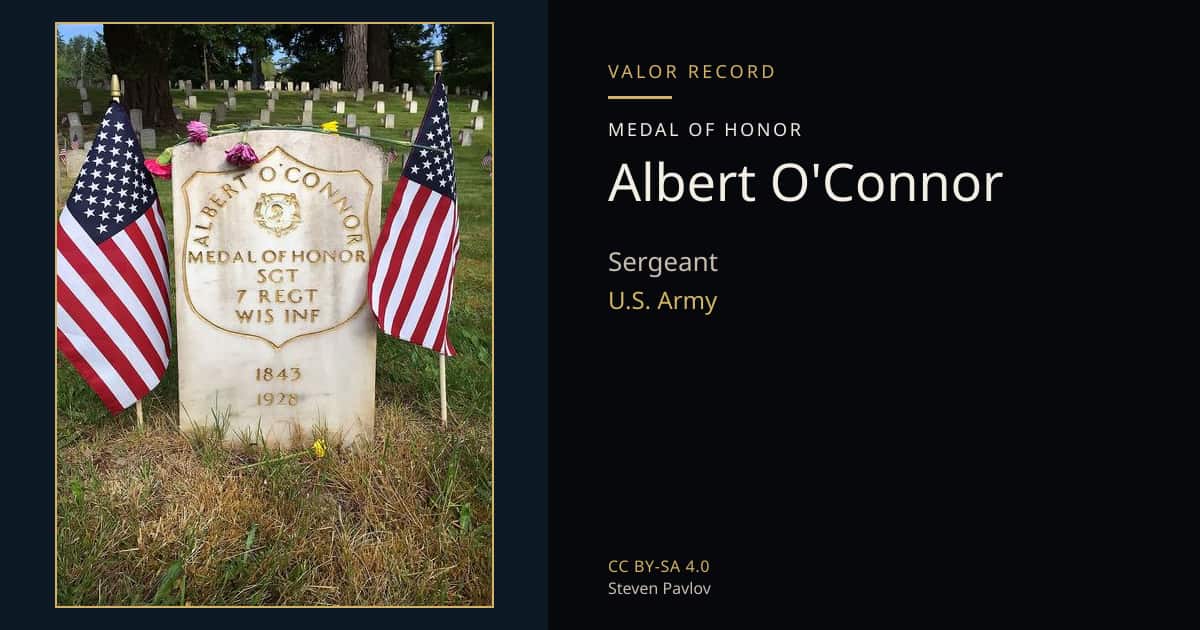 ALBERT O'CONNOR
MEDAL OF HONOR
SGT
7 REGT
WIS INF
1843
1928
VALOR RECORD
MEDAL OF HONOR
Albert O'Connor
Sergeant
U.S. Army
CC BY-SA 4.0
Steven Pavlov